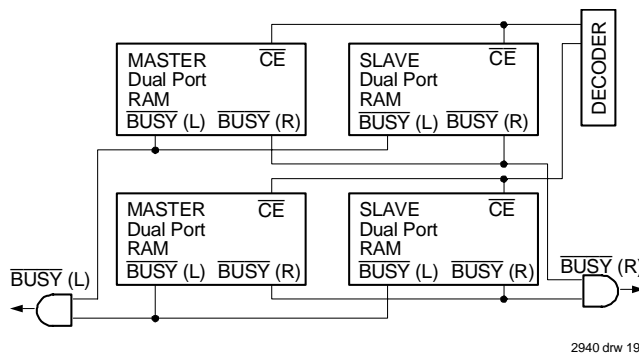 MASTER
Dual Port
RAM
CE
BUSY (L) BUSY (R)
SLAVE
Dual Port
RAM
CE
BUSY (L) BUSY (R)
DECODER
MASTER
Dual Port
RAM
CE
BUSY (L) BUSY (R)
SLAVE
Dual Port
RAM
CE
BUSY (L) BUSY (R)
BUSY (L)
BUSY (R)
2940 drw 19